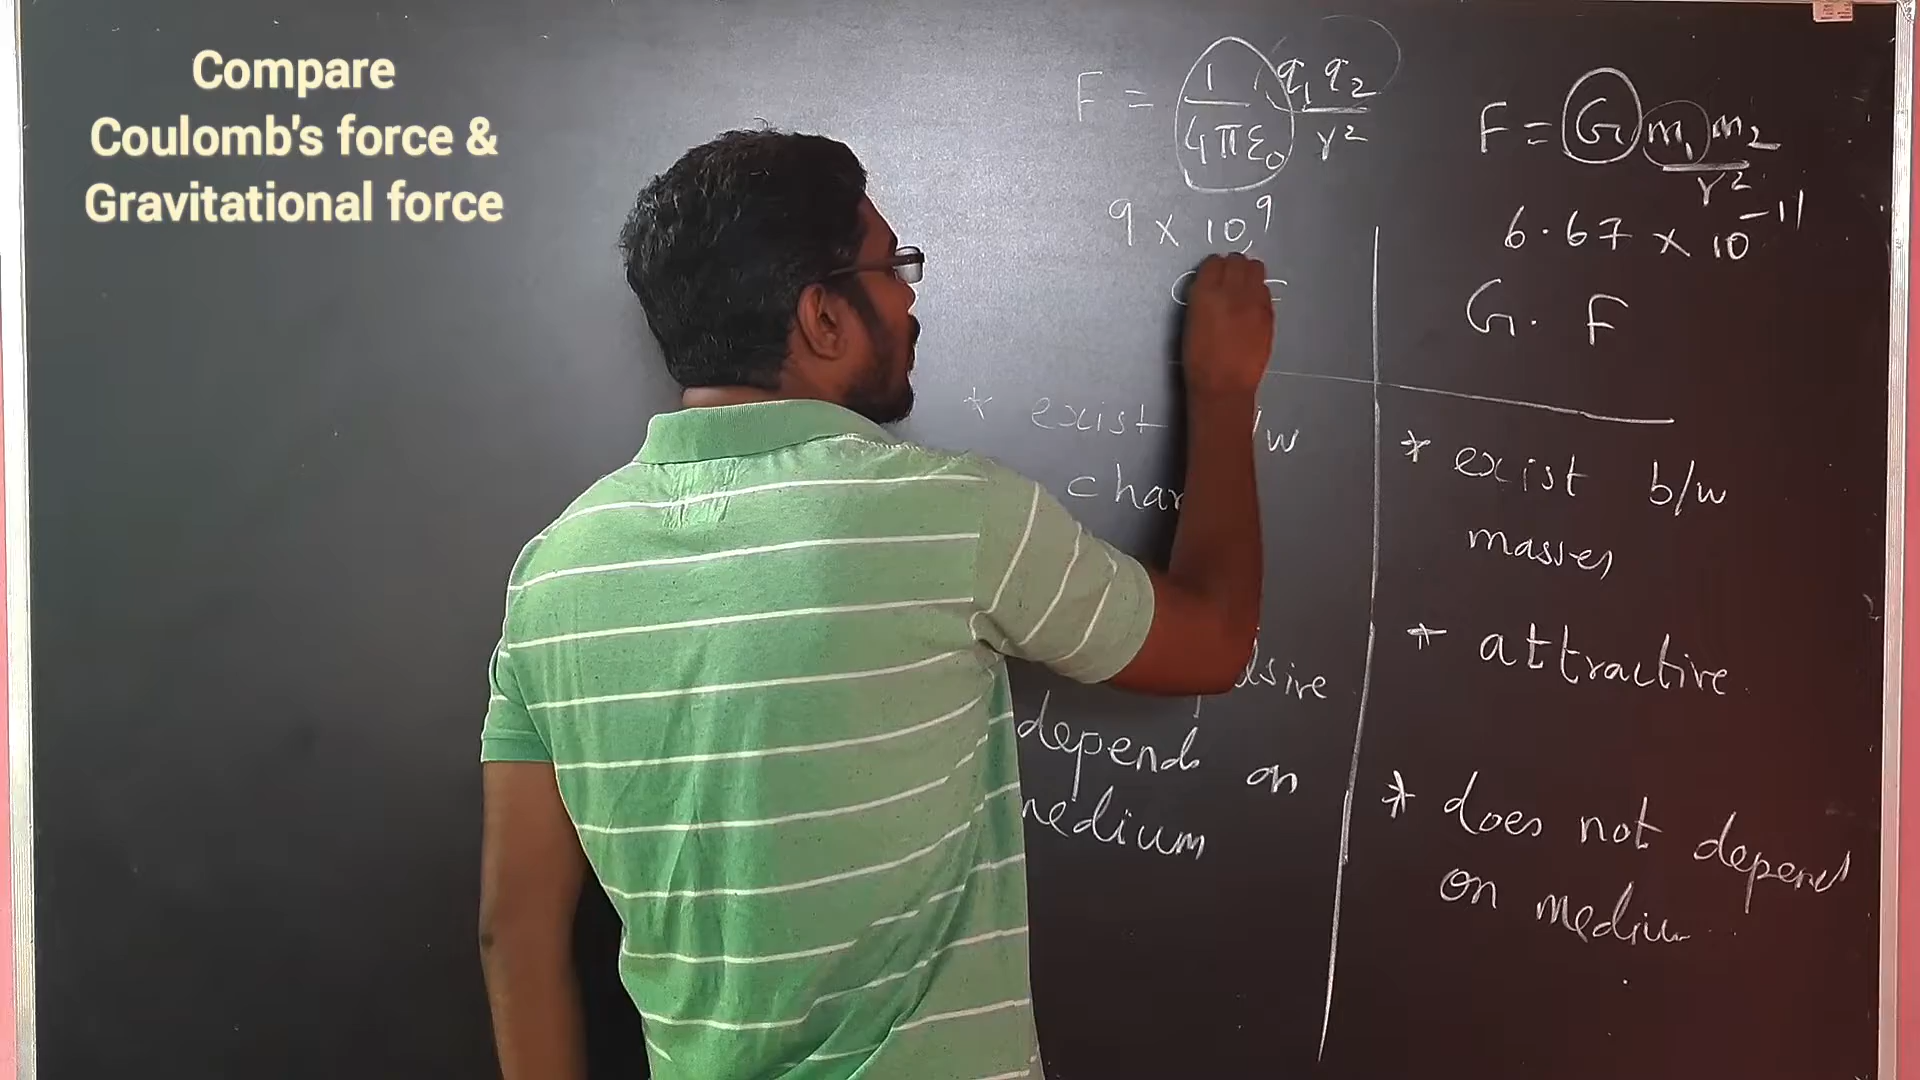 Compare
Coulomb's force &
Gravitational force
F = 1/4πε₀ q₁q₂/r²
9 × 10⁹
* exist /w
depends on
medium
F = G m₁m₂/r²
6.67 × 10⁻¹¹
G. F
* exist b/w
masses
* attractive
* does not depend
on medium